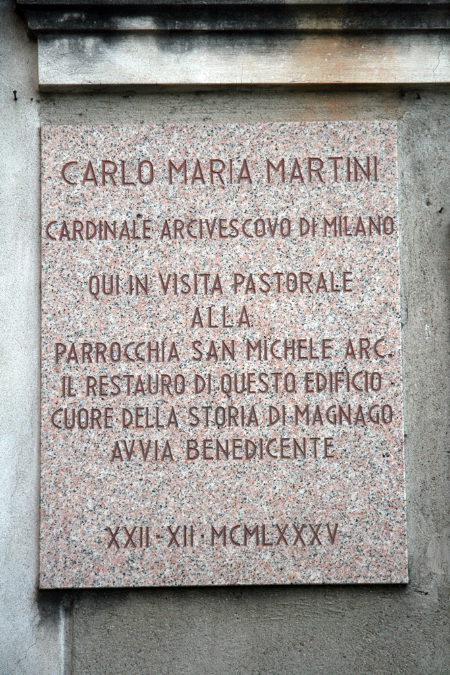 CARLO MARIA MARTINI
CARDINALE ARCIVESCOVO DI MILANO
QUI IN VISITA PASTORALE
ALLA
PARROCCHIA SAN MICHELE ARC.
IL RESTAURO DI QUESTO EDIFICIO
CUORE DELLA STORIA DI MAGNAGO
AVVIA BENEDICENTE
XXII · XII · MCMLXXXV